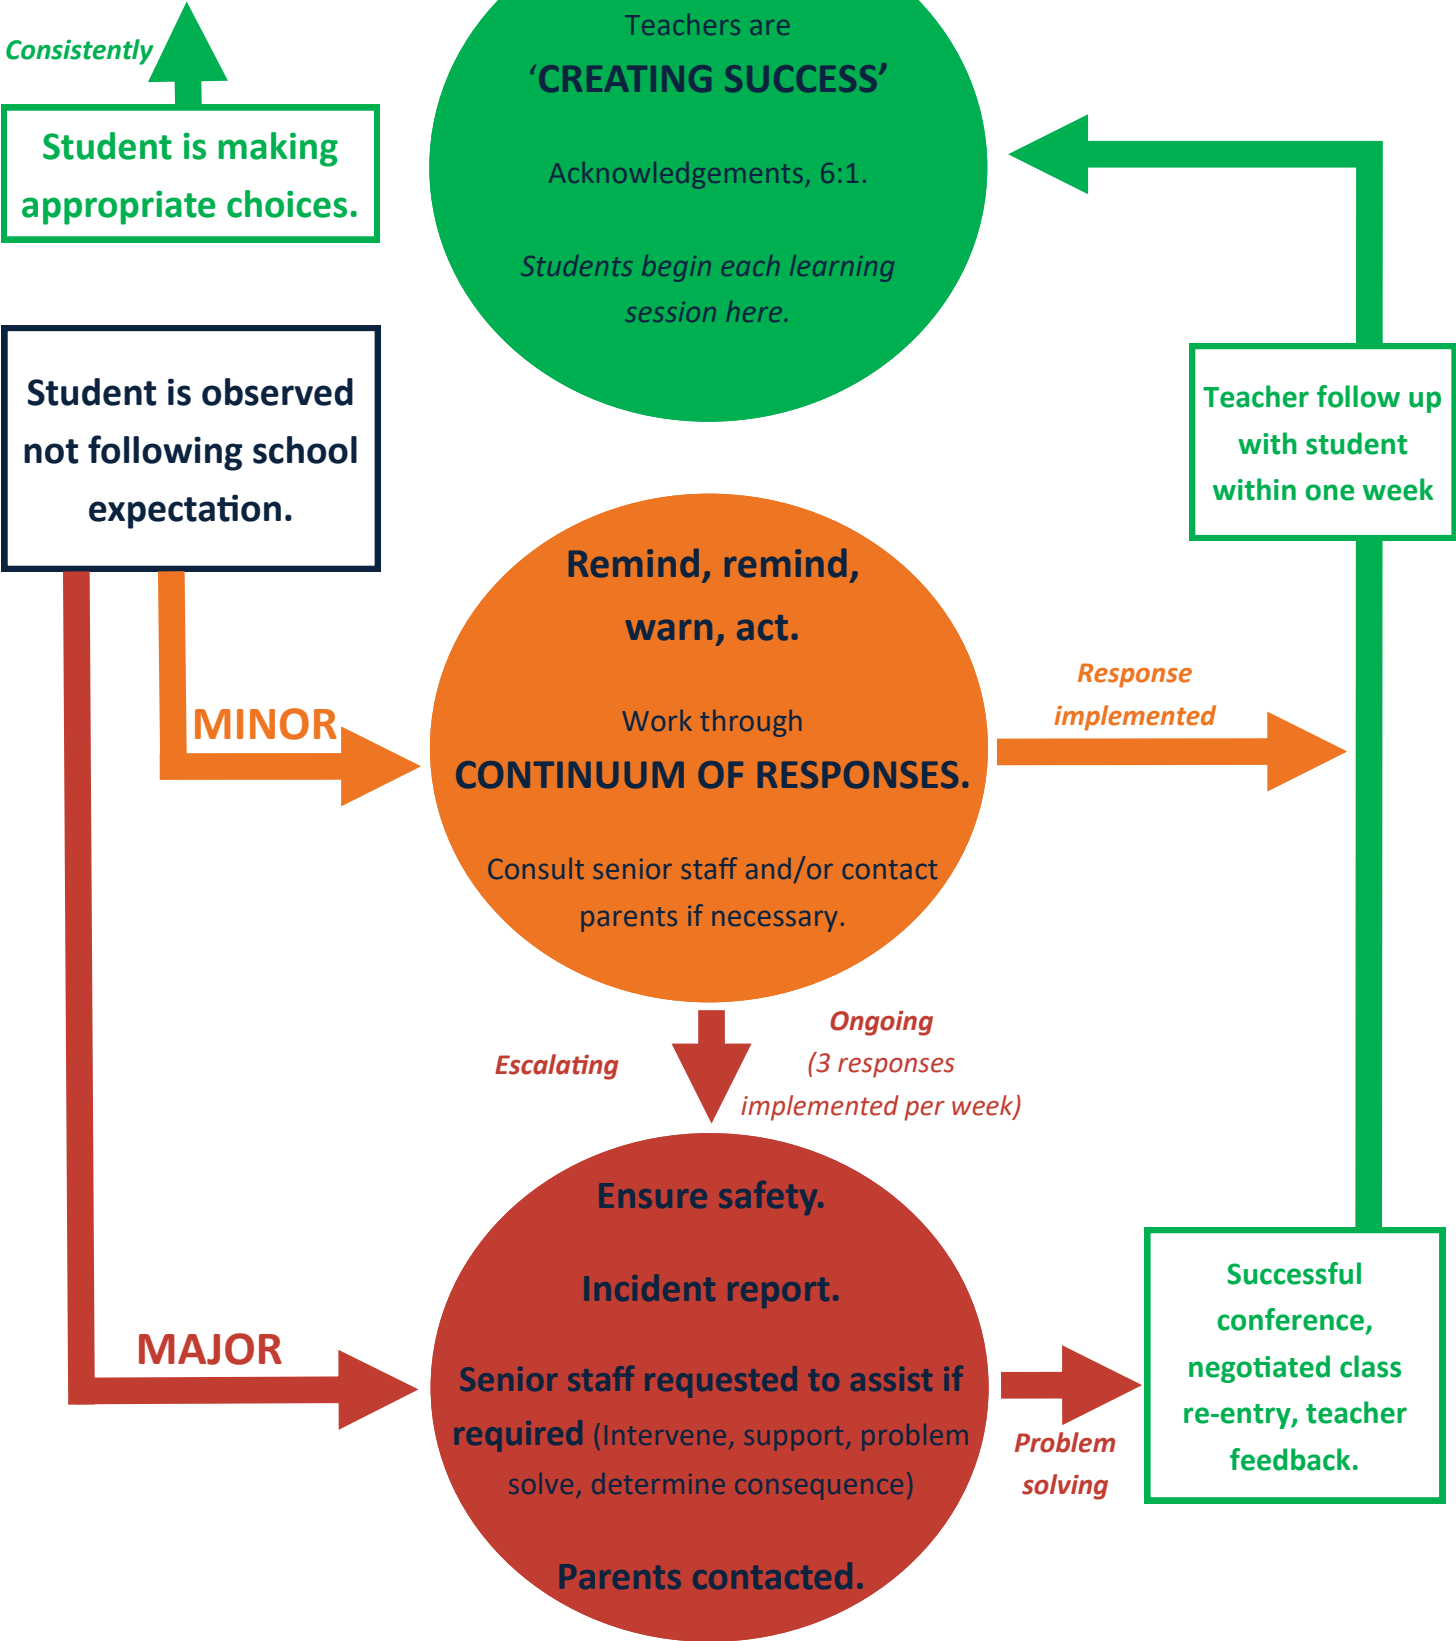 Consistently
Student is making
appropriate choices.
Teachers are
‘CREATING SUCCESS’
Acknowledgements, 6:1.
Students begin each learning
session here.
Student is observed
not following school
expectation.
Teacher follow up
with student
within one week
MINOR
Remind, remind,
warn, act.
Work through
CONTINUUM OF RESPONSES.
Consult senior staff and/or contact
parents if necessary.
Response
implemented
Escalating
Ongoing
(3 responses
implemented per week)
MAJOR
Ensure safety.
Incident report.
Senior staff requested to assist if
required (Intervene, support, problem
solve, determine consequence)
Parents contacted.
Problem
solving
Successful
conference,
negotiated class
re-entry, teacher
feedback.